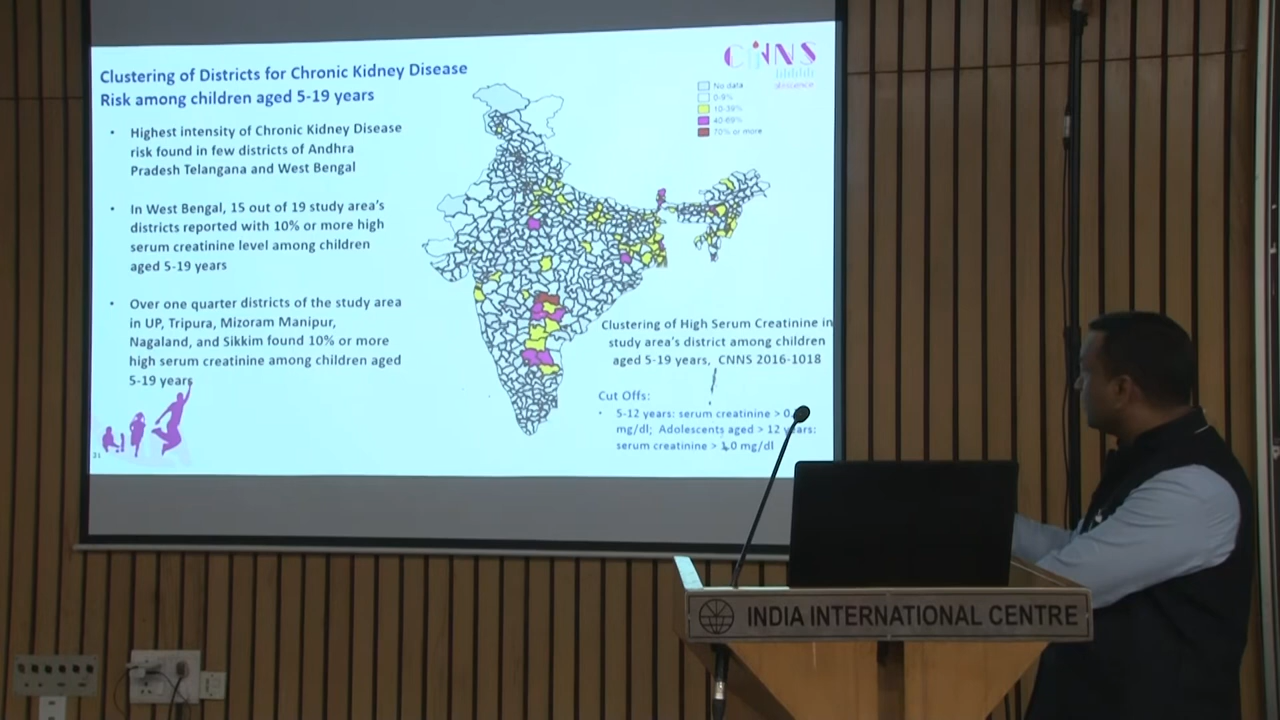 Clustering of Districts for Chronic Kidney Disease
Risk among children aged 5-19 years
• Highest intensity of Chronic Kidney Disease
risk found in few districts of Andhra
Pradesh Telangana and West Bengal
• In West Bengal, 15 out of 19 study area's
districts reported with 10% or more high
serum creatinine level among children
aged 5-19 years
• Over one quarter districts of the study area
in UP, Tripura, Mizoram Manipur,
Nagaland, and Sikkim found 10% or more
high serum creatinine among children aged
5-19 years
CNNS
No data
0-9%
10-39%
40-69%
70% or more
Clustering of High Serum Creatinine in
study area's district among children
aged 5-19 years, CNNS 2016-1018
Cut Offs:
• 5-12 years: serum creatinine >
mg/dl; Adolescents aged > 12 years:
serum creatinine > 1.0 mg/dl
21
INDIA INTERNATIONAL CENTRE